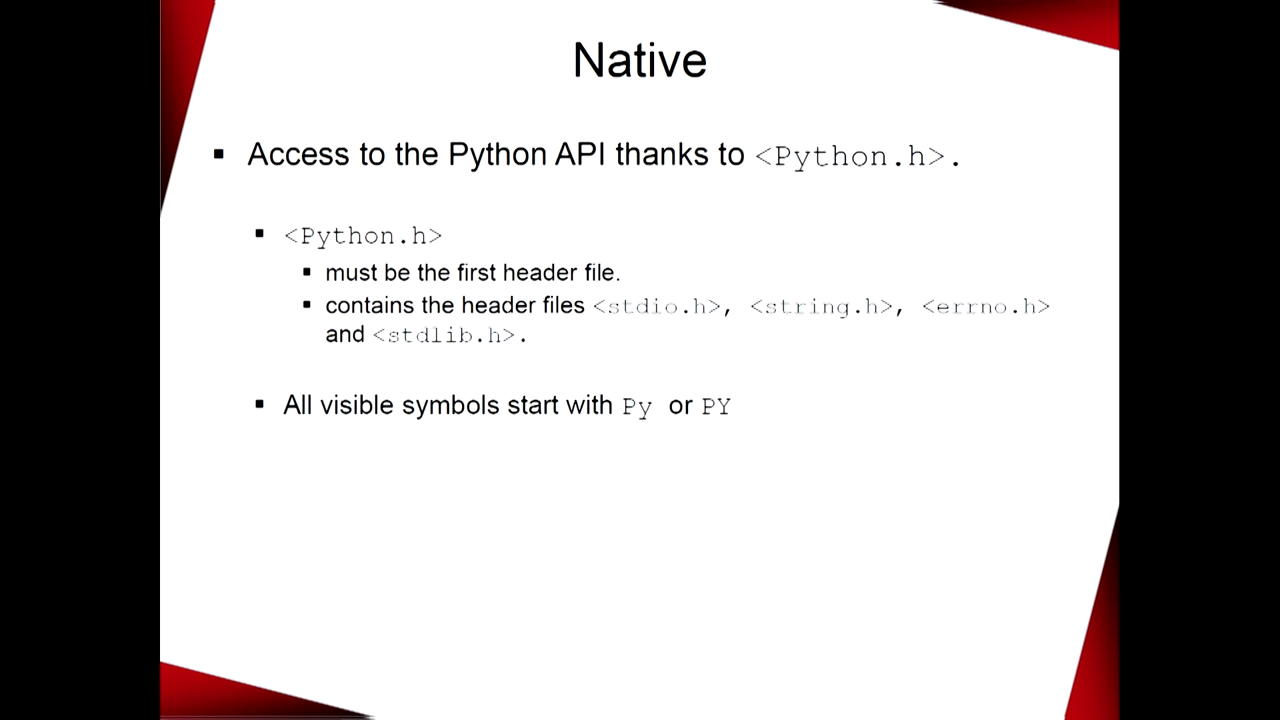 Native
▪ Access to the Python API thanks to <Python.h>.
▪ <Python.h>
▪ must be the first header file.
▪ contains the header files <stdio.h>, <string.h>, <errno.h>
and <stdlib.h>.
▪ All visible symbols start with Py or PY